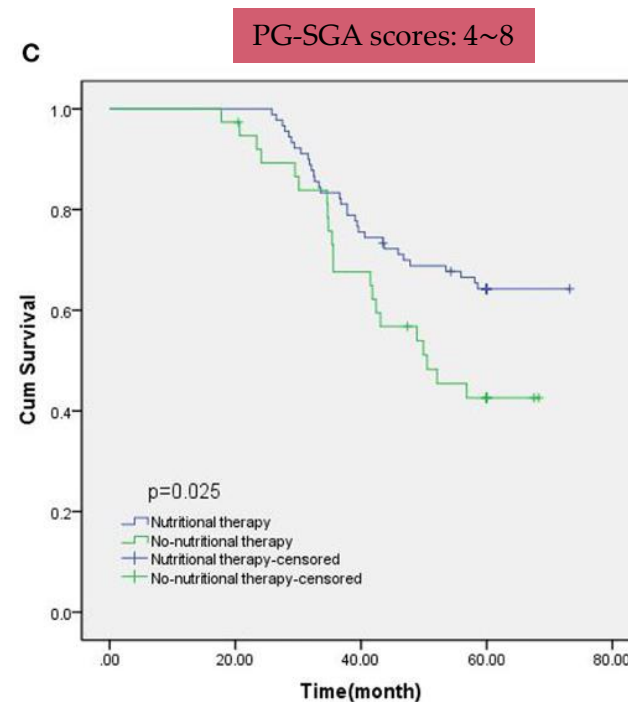 PG-SGA scores: 4~8
C
1.0
0.8
0.6
0.4
0.2
0.0
Cum Survival
p=0.025
Nutritional therapy
No-nutritional therapy
Nutritional therapy-censored
No-nutritional therapy-censored
.00 20.00 40.00 60.00 80.00
Time(month)